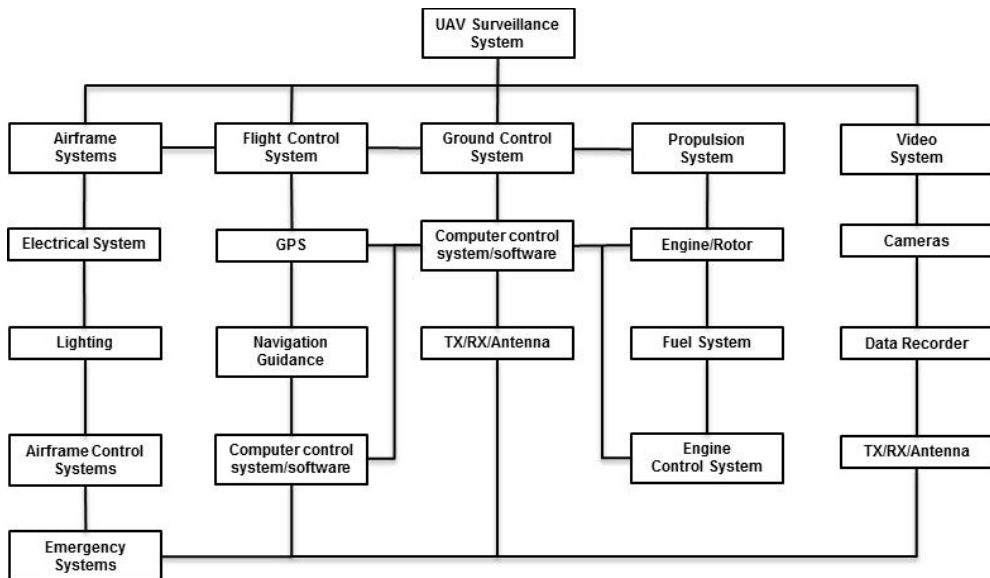 UAV Surveillance
System
Airframe
Systems
Flight Control
System
Ground Control
System
Propulsion
System
Video
System
Electrical System
GPS
Computer control
system/software
Engine/Rotor
Cameras
Lighting
Navigation
Guidance
TX/RX/Antenna
Fuel System
Data Recorder
Airframe Control
Systems
Computer control
system/software
Engine
Control System
TX/RX/Antenna
Emergency
Systems